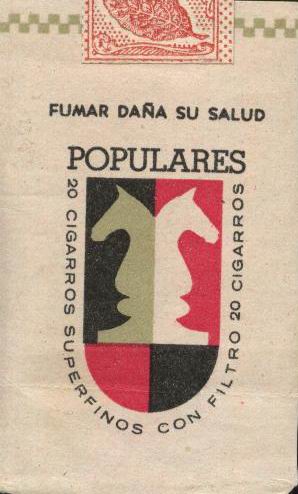 FUMAR DAÑA SU SALUD
POPULARES
20 CIGARROS SUPERFINOS CON FILTRO 20 CIGARROS